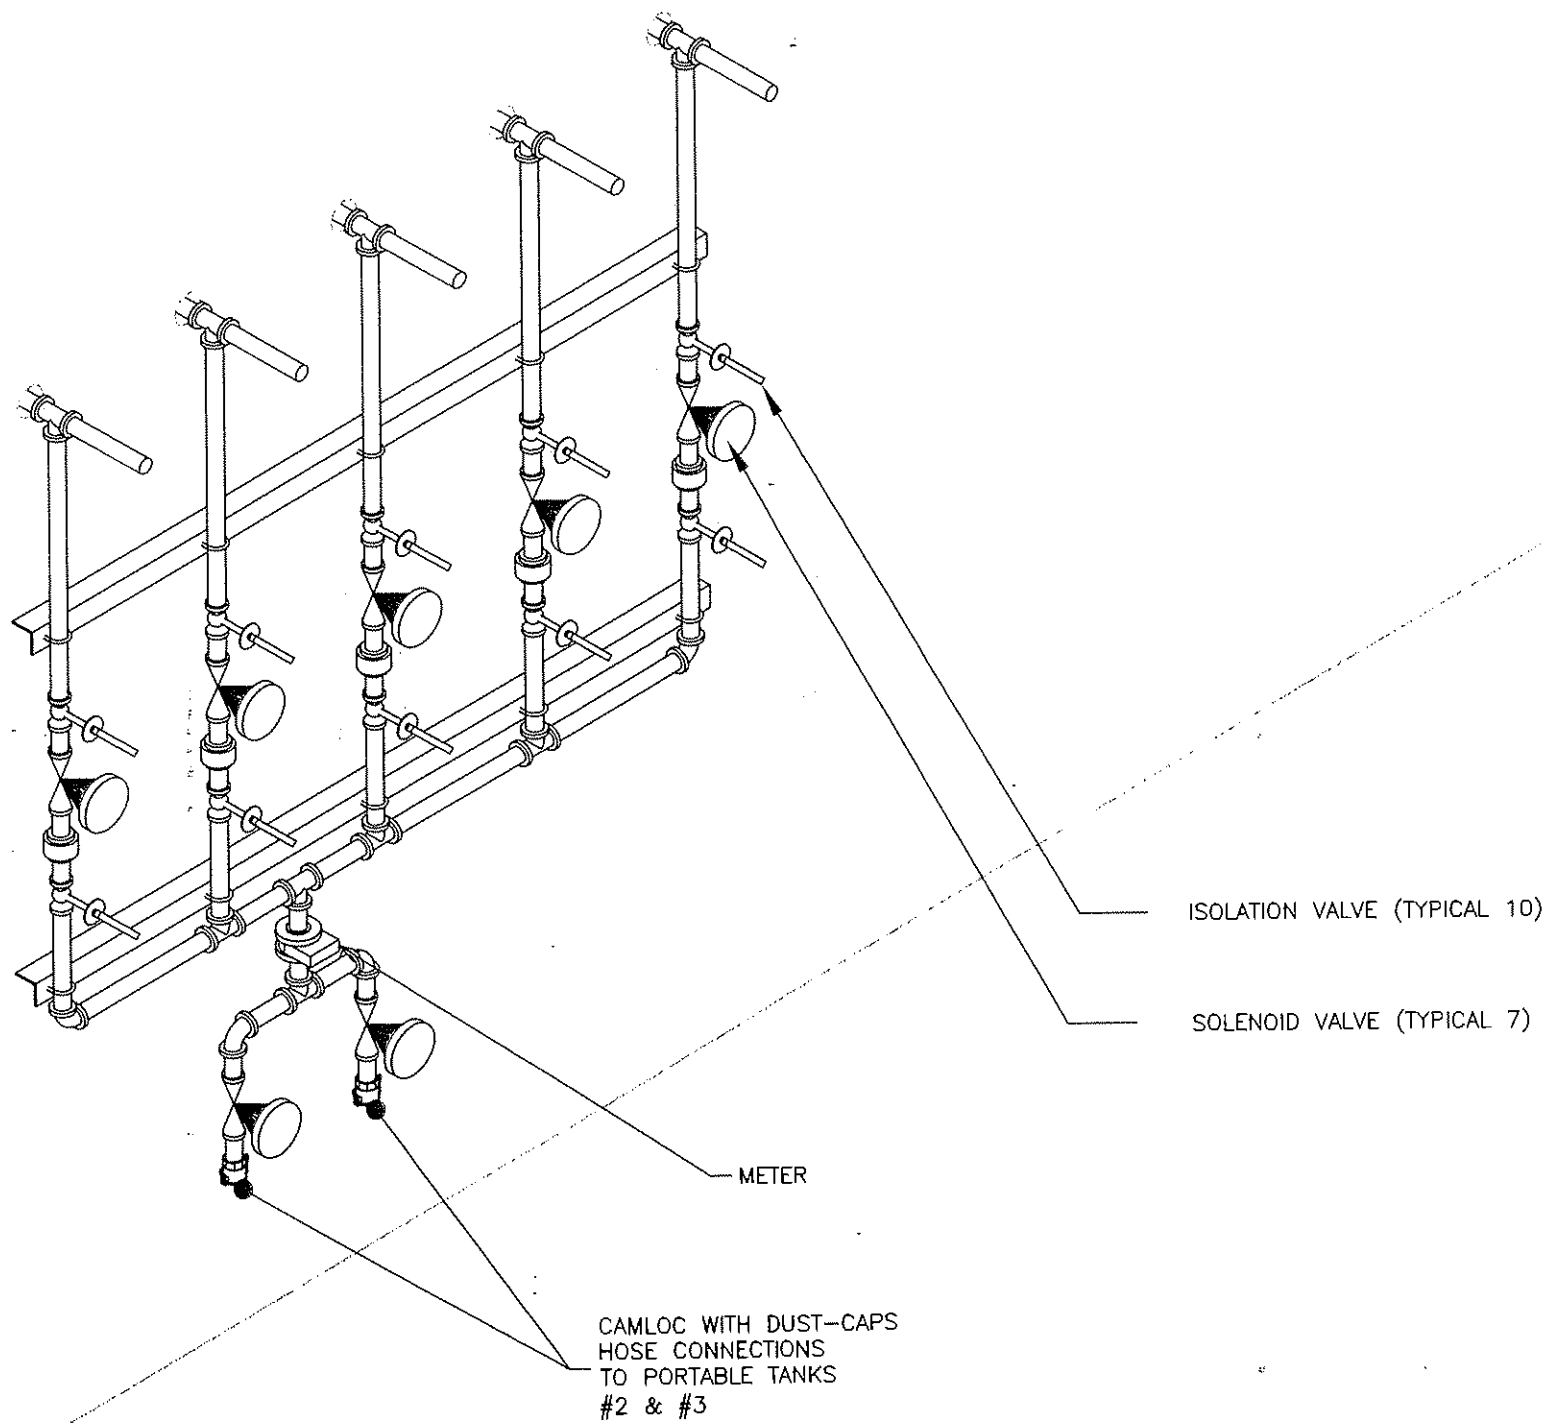 ISOLATION VALVE (TYPICAL 10)
SOLENOID VALVE (TYPICAL 7)
METER
CAMLOC WITH DUST-CAPS
HOSE CONNECTIONS
TO PORTABLE TANKS
#2 & #3